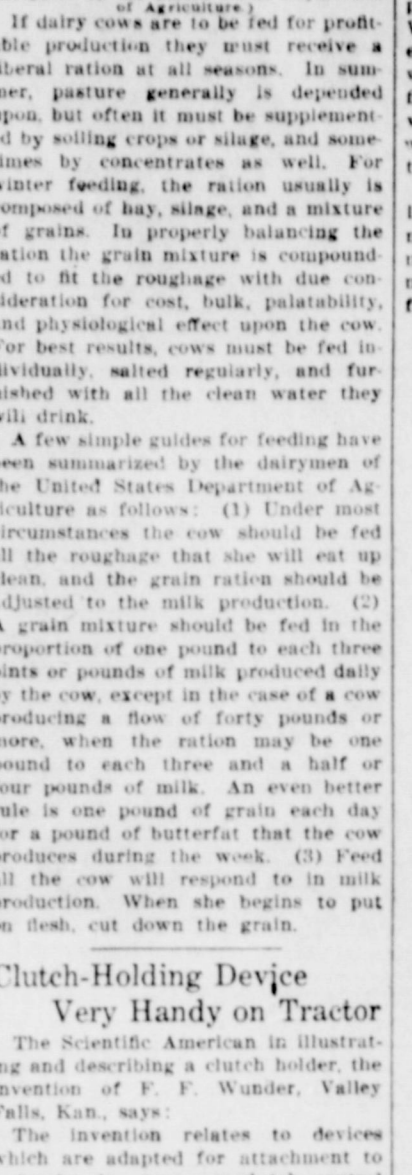 of Agriculture.)
If dairy cows are to be fed for profit-
ble production they must receive a
iberal ration at all seasons. In sum-
ner, pasture generally is depended
upon, but often it must be supplement-
d by soiling crops or silage, and some-
imes by concentrates as well. For
vinter feeding, the ration usually is
omposed of hay, silage, and a mixture
f grains. In properly balancing the
ation the grain mixture is compound-
d to fit the roughage with due con-
ideration for cost, bulk, palatability,
nd physiological effect upon the cow.
or best results, cows must be fed in-
lividually, salted regularly, and fur-
ished with all the clean water they
vili drink.
A few simple guides for feeding have
een summarized by the dairymen of
he United States Department of Ag-
iculture as follows: (1) Under most
ircumstances the cow should be fed
ll the roughage that she will eat up
lean, and the grain ration should be
djusted to the milk production. (2)
A grain mixture should be fed in the
proportion of one pound to each three
pints or pounds of milk produced daily
y the cow, except in the case of a cow
roducing a flow of forty pounds or
nore, when the ration may be one
ound to each three and a half or
our pounds of milk. An even better
ule is one pound of grain each day
or a pound of butterfat that the cow
roduces during the week. (3) Feed
ll the cow will respond to in milk
roduction. When she begins to put
n flesh, cut down the grain.
Clutch-Holding Device
Very Handy on Tractor
The Scientific American in illustrat-
ng and describing a clutch holder, the
nvention of F. F. Wunder, Valley
Falls, Kan., says:
The invention relates to devices
which are adapted for attachment to